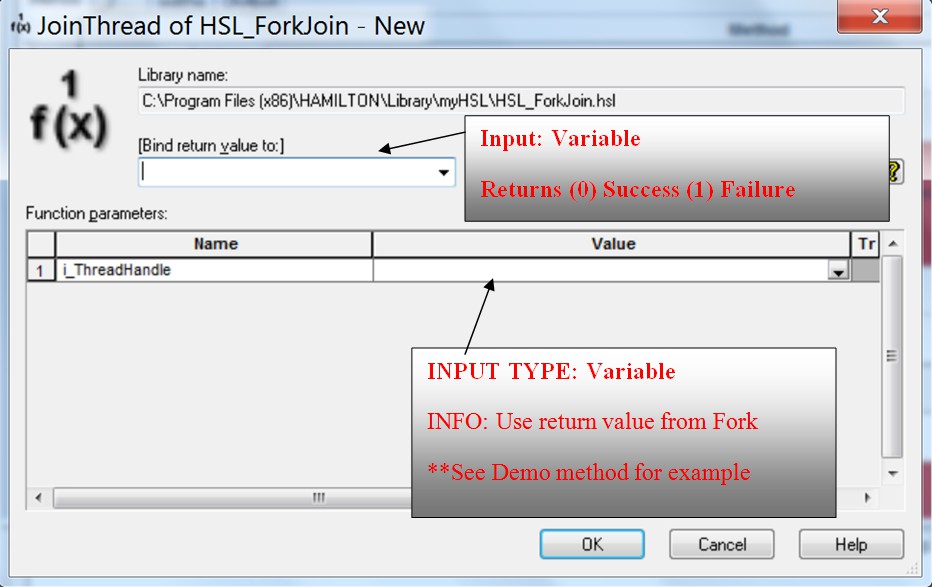 JoinThread of HSL_ForkJoin - New
1
f(x)
Library name:
C:\Program Files (x86)\HAMILTON\Library\myHSL\HSL_ForkJoin.hsl
[Bind return value to:]
Input: Variable
Returns (0) Success (1) Failure
Function parameters:
Name Value Tr
1 i_ThreadHandle
INPUT TYPE: Variable
INFO: Use return value from Fork
**See Demo method for example
OK Cancel Help